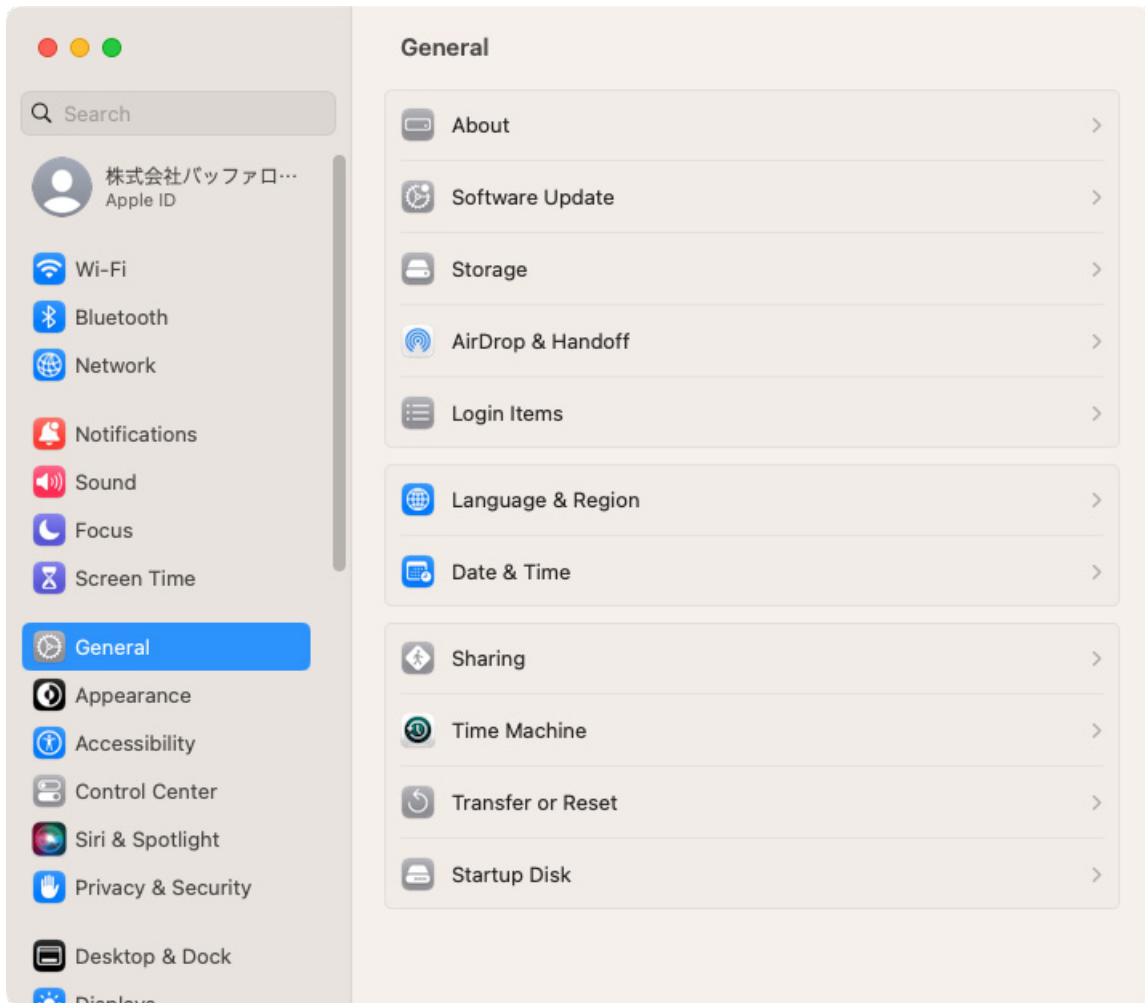 Search
株式会社バッファロ…
Apple ID
Wi-Fi
Bluetooth
Network
Notifications
Sound
Focus
Screen Time
General
Appearance
Accessibility
Control Center
Siri & Spotlight
Privacy & Security
Desktop & Dock
Displays
General
About
Software Update
Storage
AirDrop & Handoff
Login Items
Language & Region
Date & Time
Sharing
Time Machine
Transfer or Reset
Startup Disk